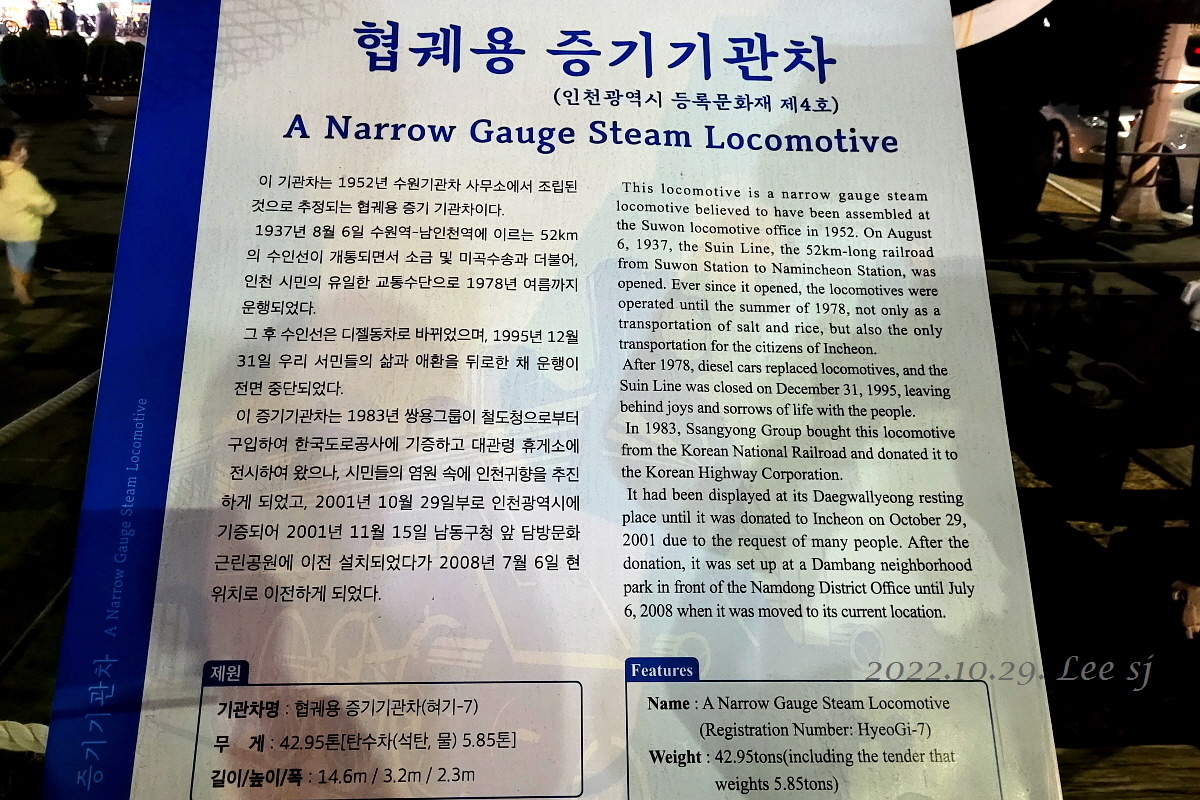 협궤용 증기기관차
(인천광역시 등록문화재 제4호)
A Narrow Gauge Steam Locomotive
이 기관차는 1952년 수원기관차 사무소에서 조립된
것으로 추정되는 협궤용 증기 기관차이다.
1937년 8월 6일 수원역-남인천역에 이르는 52km
의 수인선이 개통되면서 소금 및 미곡수송과 더불어,
인천 시민의 유일한 교통수단으로 1978년 여름까지
운행되었다.
그 후 수인선은 디젤동차로 바뀌었으며, 1995년 12월
31일 우리 서민들의 삶과 애환을 뒤로한 채 운행이
전면 중단되었다.
이 증기기관차는 1983년 쌍용그룹이 철도청으로부터
구입하여 한국도로공사에 기증하고 대관령 휴게소에
전시하여 왔으나, 시민들의 염원 속에 인천귀향을 추진
하게 되었고, 2001년 10월 29일부로 인천광역시에
기증되어 2001년 11월 15일 남동구청 앞 담방문화
근린공원에 이전 설치되었다가 2008년 7월 6일 현
위치로 이전하게 되었다.
This locomotive is a narrow gauge steam
locomotive believed to have been assembled at
the Suwon locomotive office in 1952. On August
6, 1937, the Suin Line, the 52km-long railroad
from Suwon Station to Namincheon Station, was
opened. Ever since it opened, the locomotives were
operated until the summer of 1978, not only as a
transportation of salt and rice, but also the only
transportation for the citizens of Incheon.
After 1978, diesel cars replaced locomotives, and the
Suin Line was closed on December 31, 1995, leaving
behind joys and sorrows of life with the people.
In 1983, Ssangyong Group bought this locomotive
from the Korean National Railroad and donated it to
the Korean Highway Corporation.
It had been displayed at its Daegwallyeong resting
place until it was donated to Incheon on October 29,
2001 due to the request of many people. After the
donation, it was set up at a Dambang neighborhood
park in front of the Namdong District Office until July
6, 2008 when it was moved to its current location.
제원
기관차명 : 협궤용 증기기관차(혀기-7)
무 게 : 42.95톤[탄수차(석탄, 물) 5.85톤]
길이/높이/폭 : 14.6m / 3.2m / 2.3m
Features
Name : A Narrow Gauge Steam Locomotive
(Registration Number: HyeoGi-7)
Weight : 42.95tons(including the tender that
weights 5.85tons)
증기기관차 A Narrow Gauge Steam Locomotive
2022.10.29. Lee sj